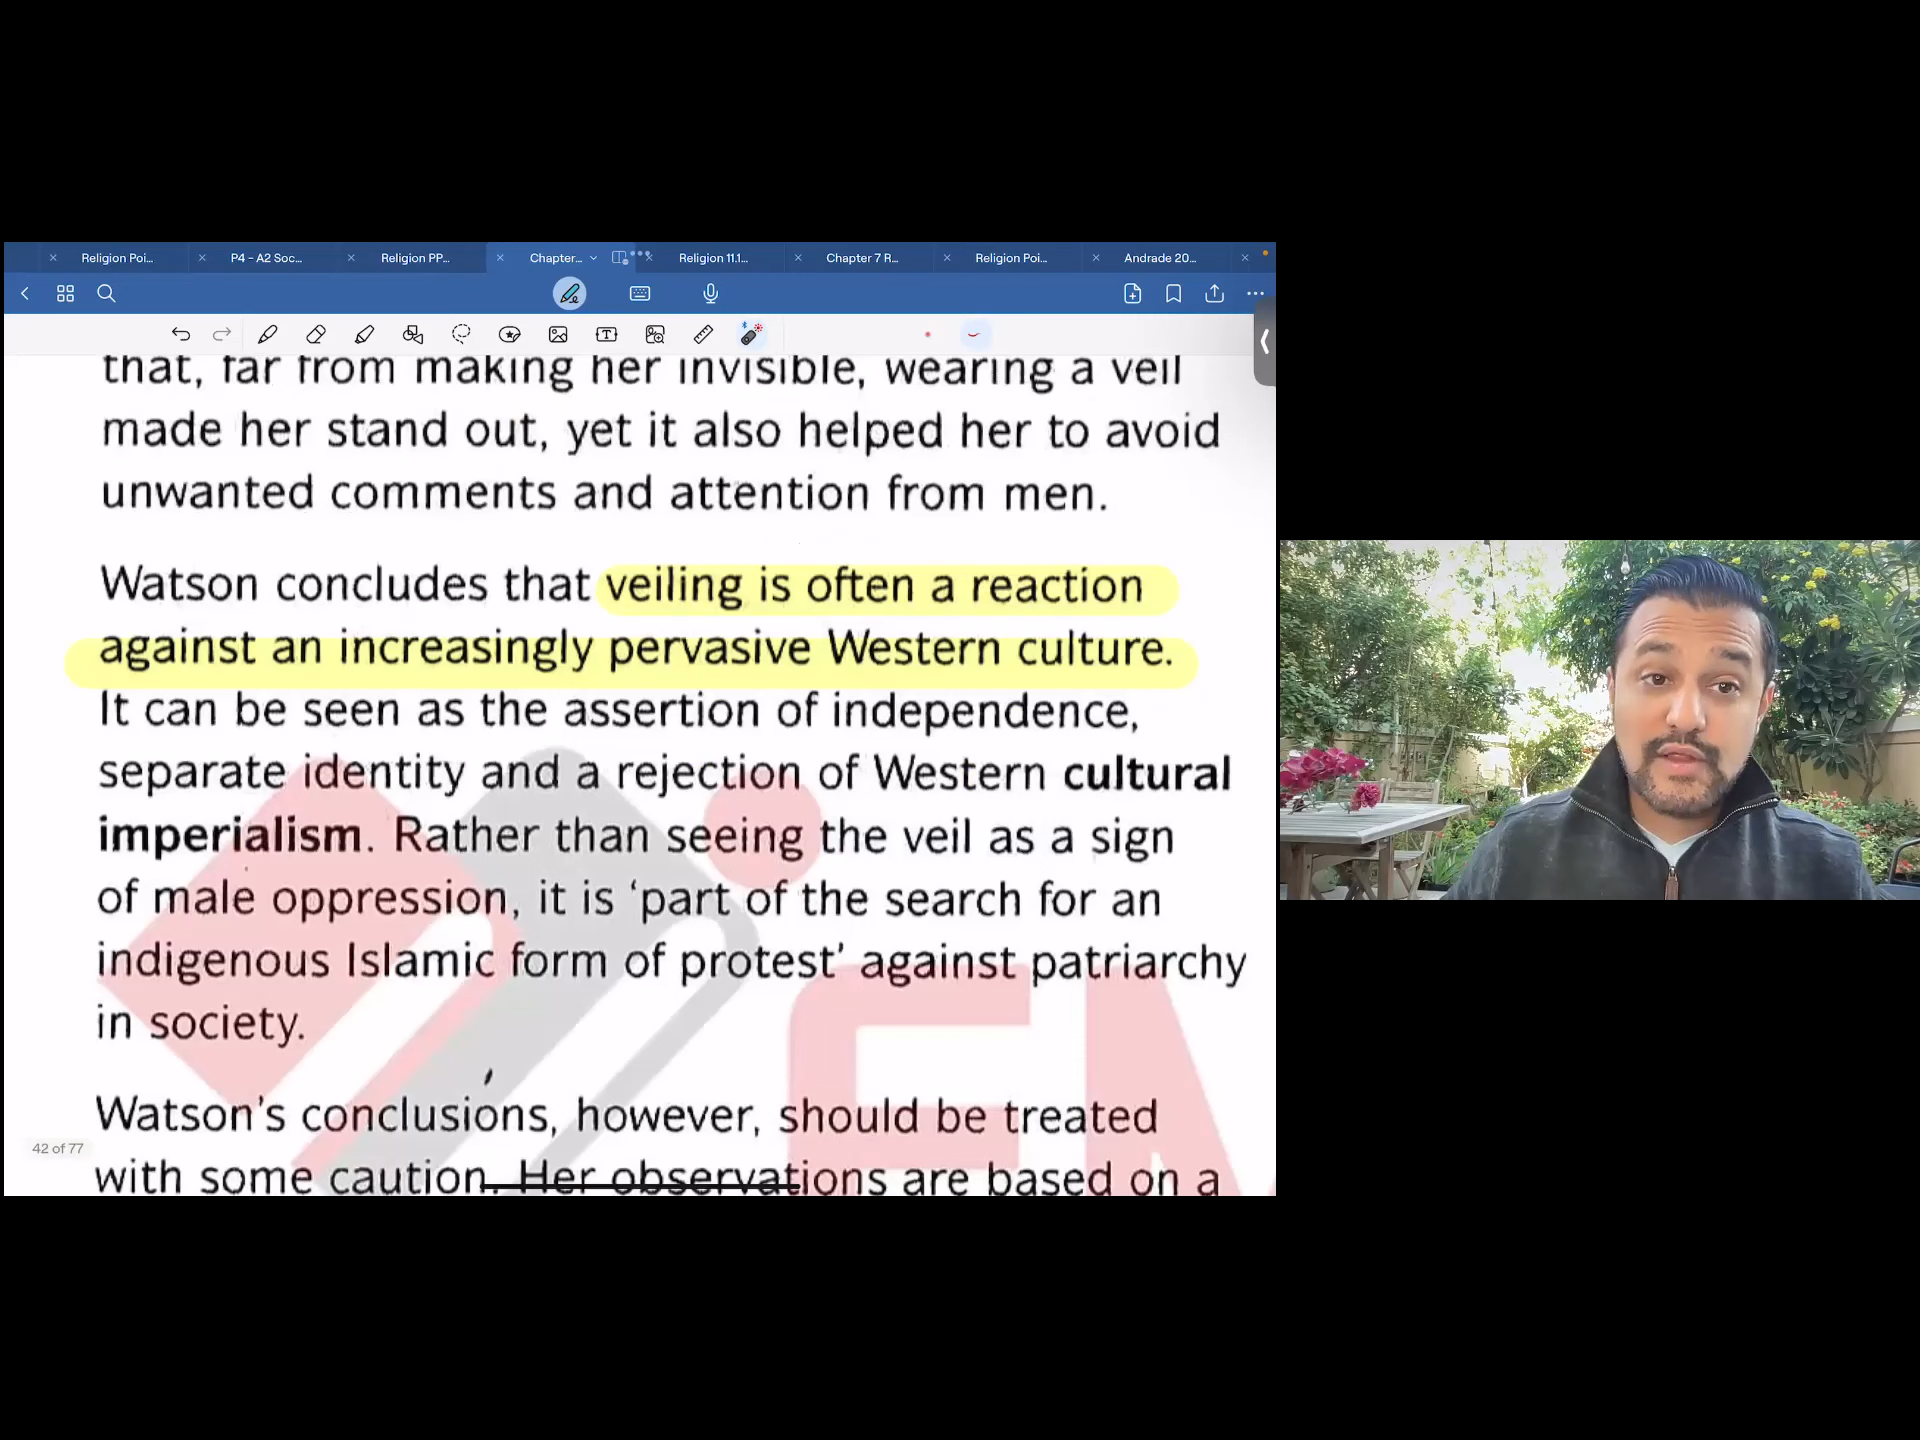 Religion Poi...
P4 - A2 Soc...
Religion PP...
Chapter...
Religion 11.1...
Chapter 7 R...
Religion Poi...
Andrade 20...
that, far from making her invisible, wearing a veil
made her stand out, yet it also helped her to avoid
unwanted comments and attention from men.
Watson concludes that veiling is often a reaction
against an increasingly pervasive Western culture.
It can be seen as the assertion of independence,
separate identity and a rejection of Western cultural
imperialism. Rather than seeing the veil as a sign
of male oppression, it is ‘part of the search for an
indigenous Islamic form of protest’ against patriarchy
in society.
Watson’s conclusions, however, should be treated
with some caution. Her observations are based on a
42 of 77